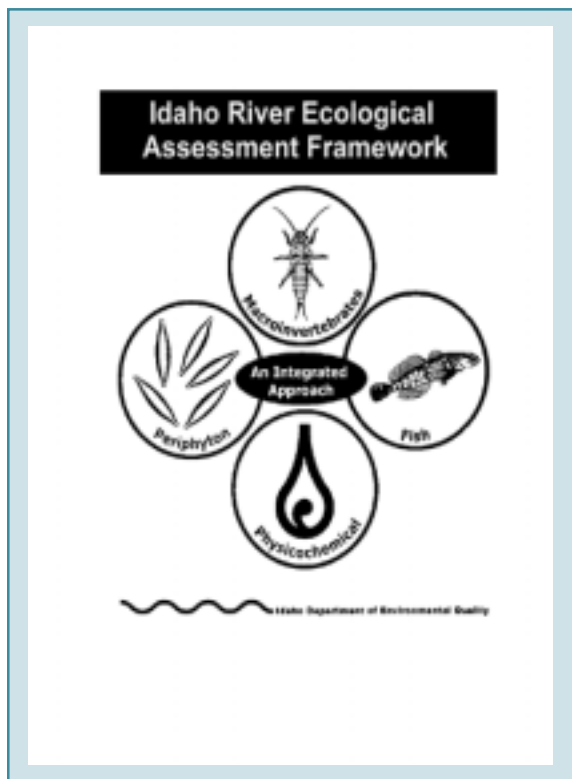 Idaho River Ecological
Assessment Framework
Macroinvertebrates
An Integrated
Approach
Periphyton
Fish
Physicochemical
Idaho Department of Environmental Quality